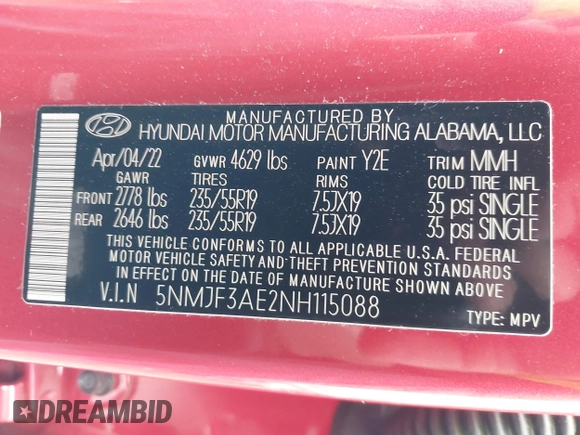 MANUFACTURED BY
HYUNDAI MOTOR MANUFACTURING ALABAMA, LLC
Apr/04/22 GVWR 4629 lbs PAINT Y2E TRIM MMH
GAWR TIRES RIMS COLD TIRE INFL
FRONT 2778 lbs 235/55R19 7.5JX19 35 psi SINGLE
REAR 2646 lbs 235/55R19 7.5JX19 35 psi SINGLE
THIS VEHICLE CONFORMS TO ALL APPLICABLE U.S.A. FEDERAL
MOTOR VEHICLE SAFETY AND THEFT PREVENTION STANDARDS
IN EFFECT ON THE DATE OF MANUFACTURE SHOWN ABOVE
V.I.N 5NMJF3AE2NH115088
TYPE: MPV
DREAMBID